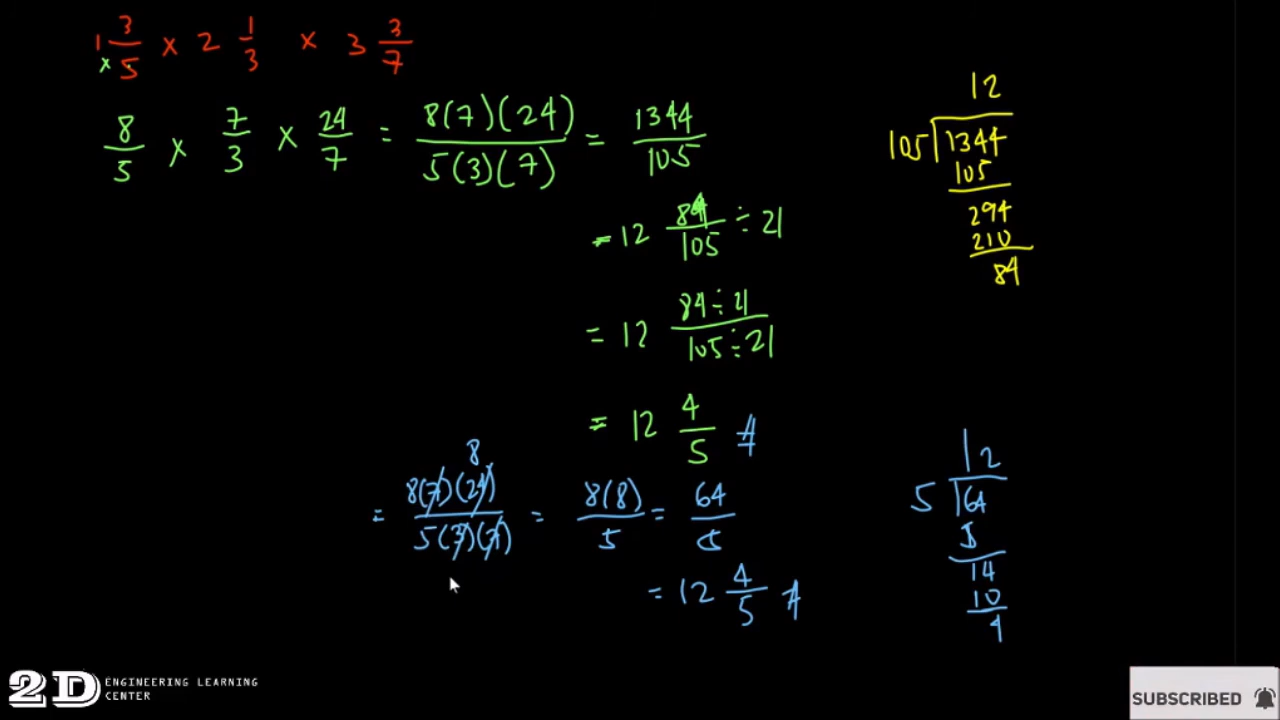 1 3/5 × 2 1/3 × 3 3/7
×
8/5 × 7/3 × 24/7 = 8(7)(24)/5(3)(7) = 1344/105
= 12 84/105 ÷ 21
= 12 84÷21/105÷21
= 12 4/5
8
= 8(7)(24)/5(3)(7) = 8(8)/5 = 64/5
= 12 4/5
12
105 1344
105
294
210
84
12
5 64
5
14
10
4
2D ENGINEERING LEARNING
CENTER
SUBSCRIBED